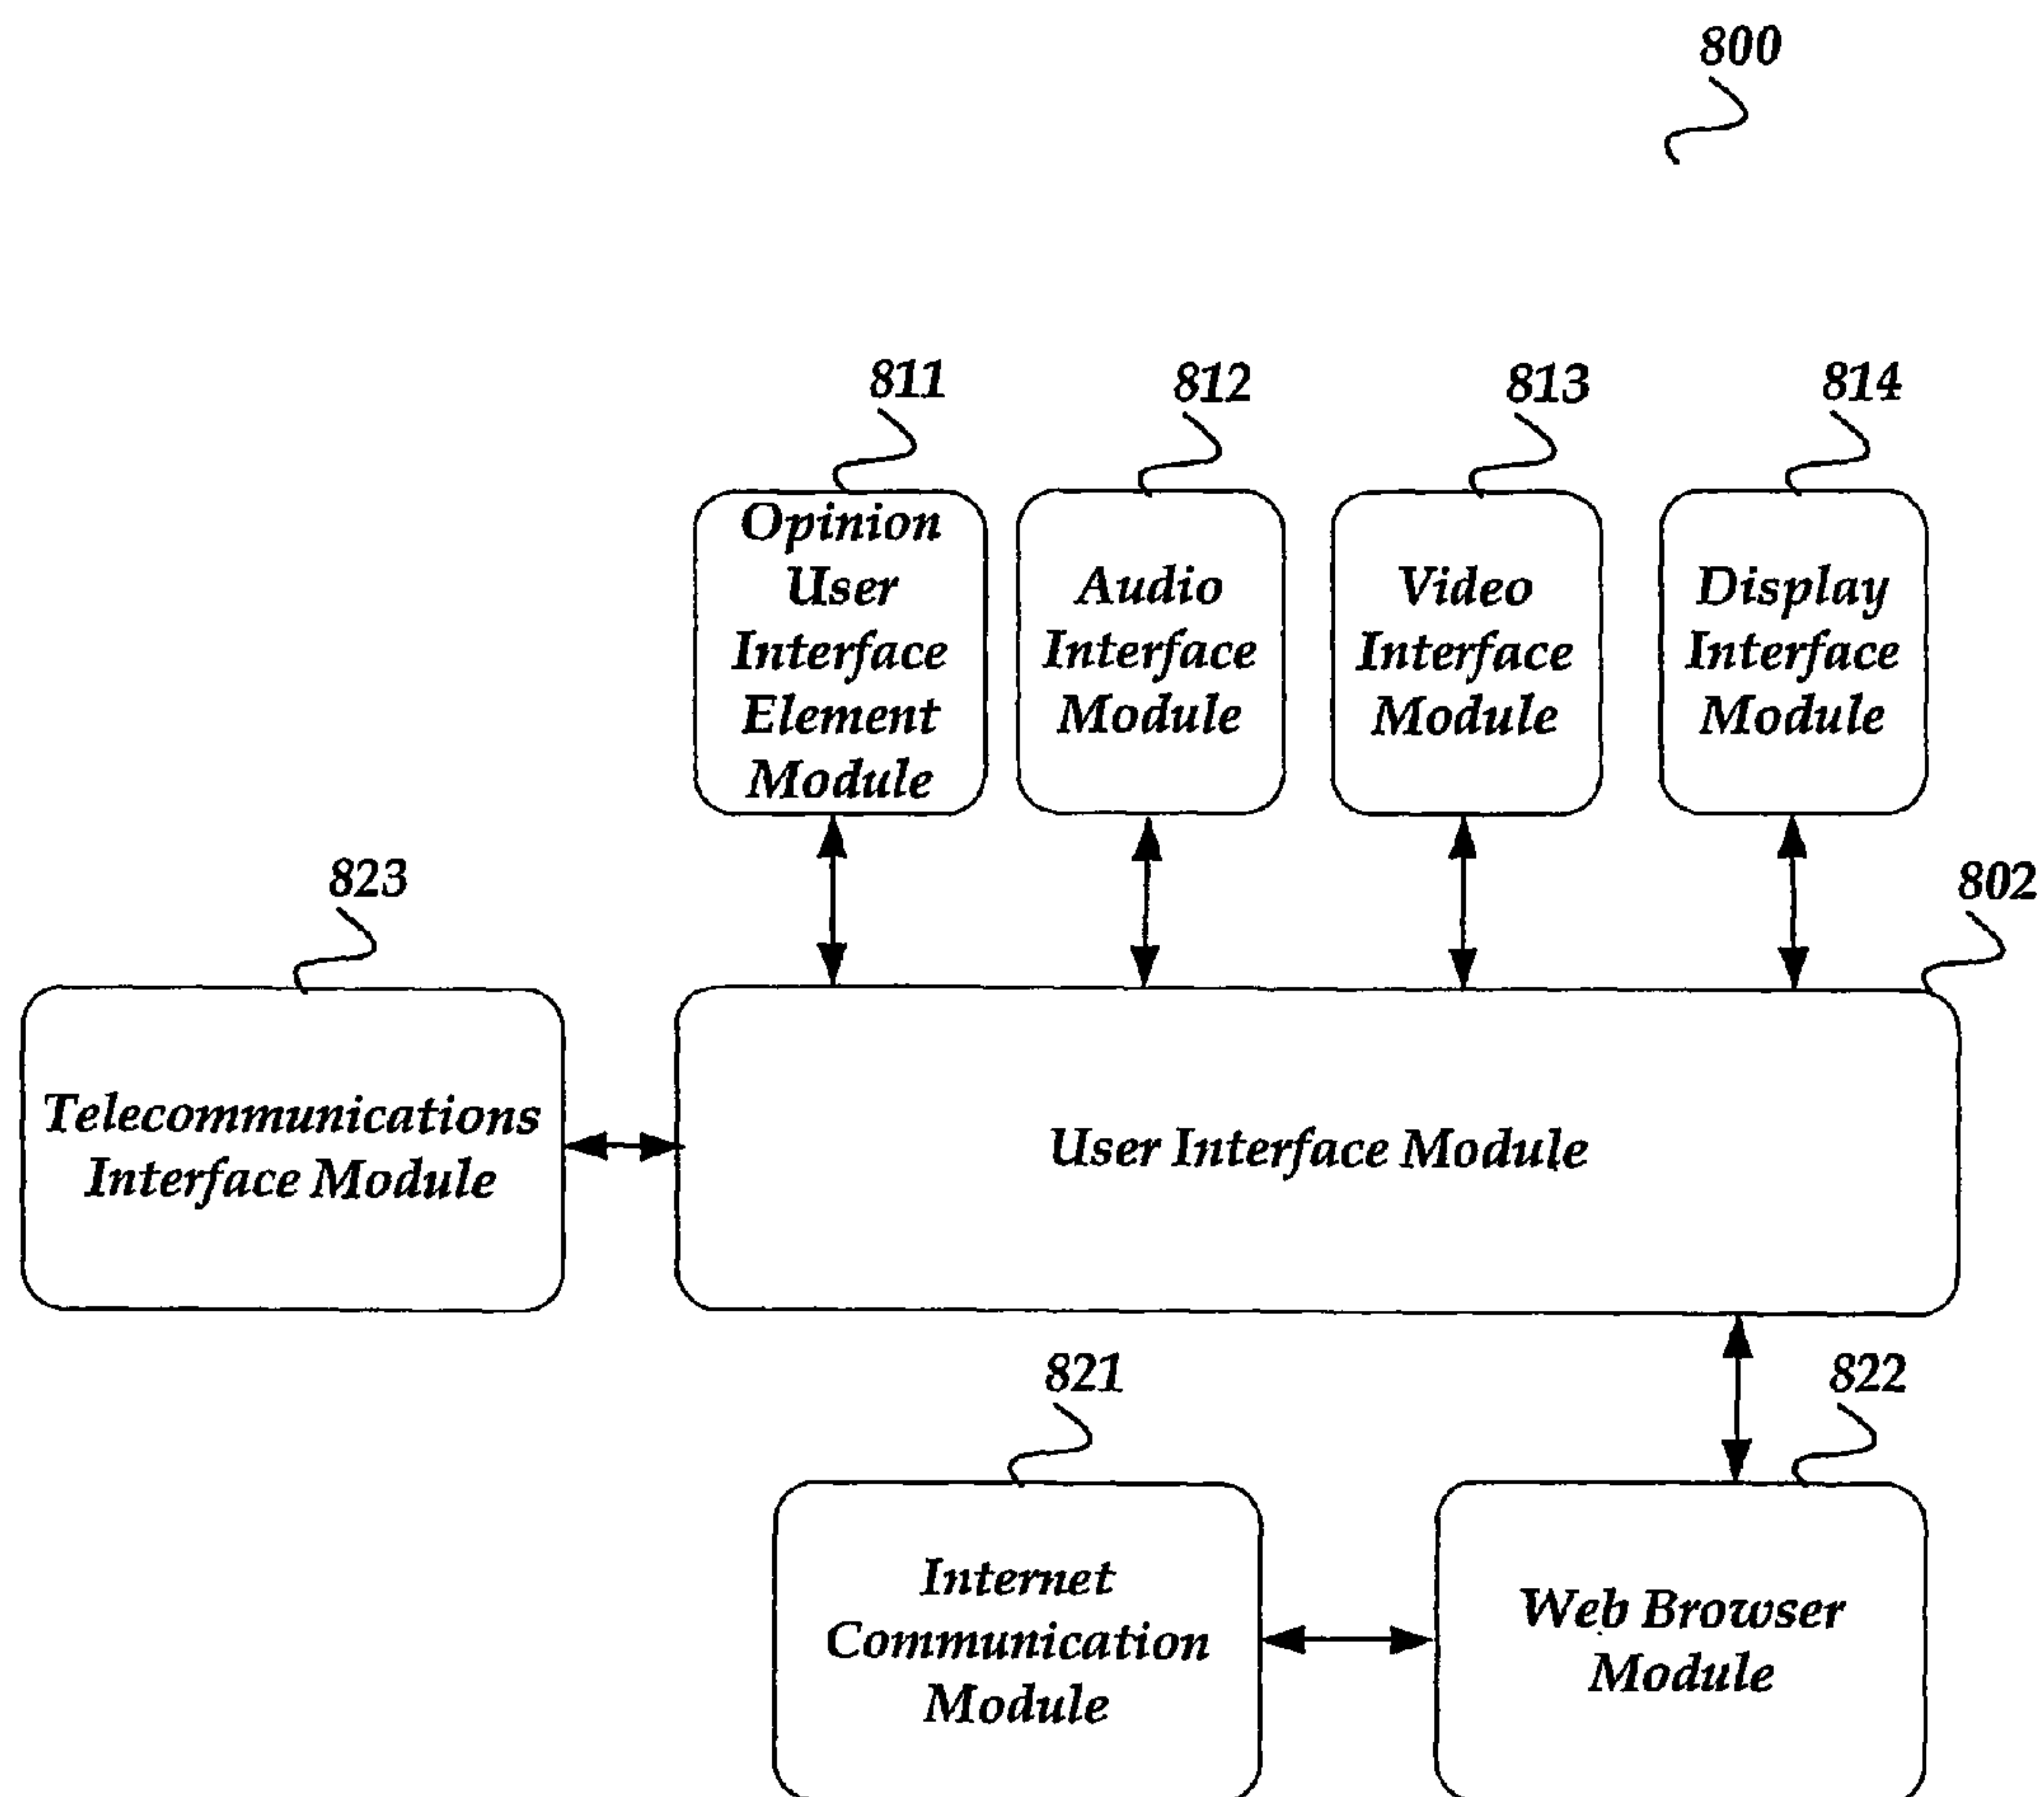 800
811
812
813
814
Opinion
User
Interface
Element
Module
Audio
Interface
Module
Video
Interface
Module
Display
Interface
Module
823
802
Telecommunications
Interface Module
User Interface Module
821
822
Internet
Communication
Module
Web Browser
Module